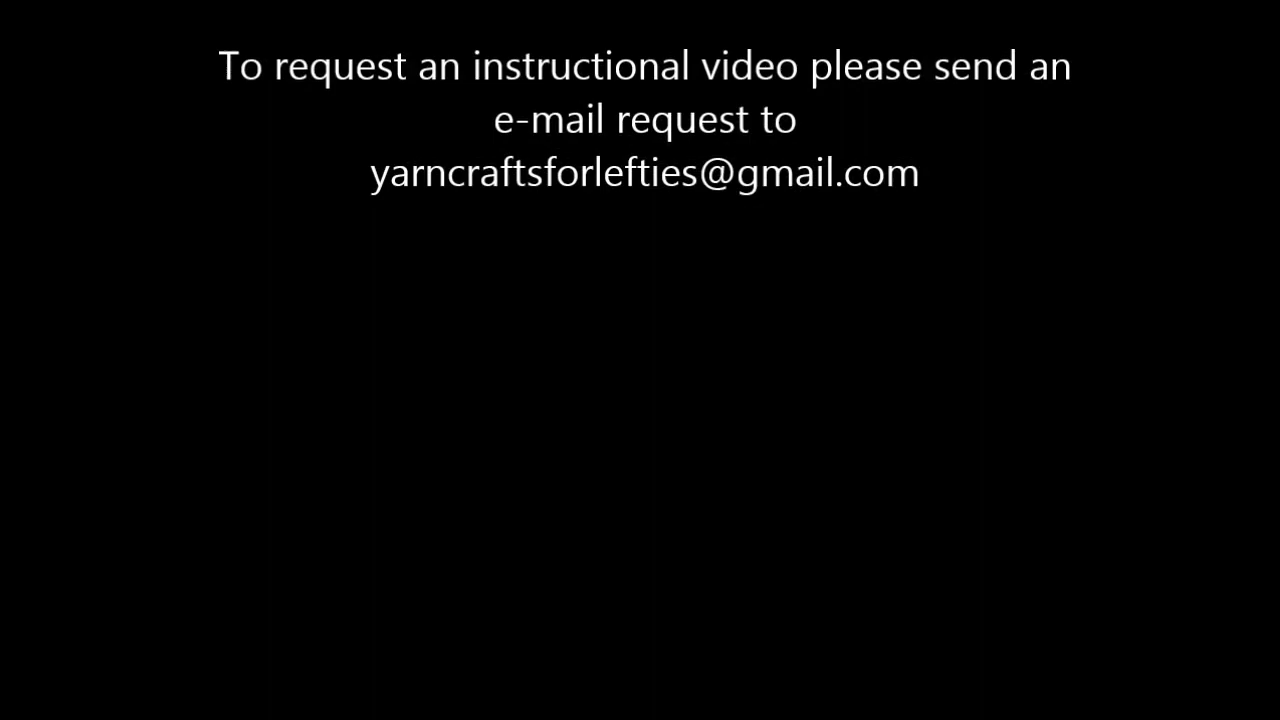 To request an instructional video please send an
e-mail request to
yarncraftsforlefties@gmail.com